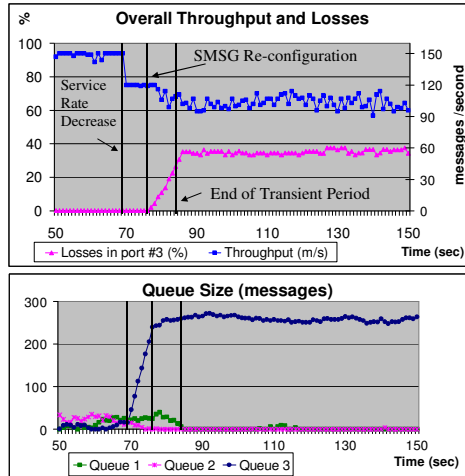 Overall Throughput and Losses
%
100
80
60
40
20
0
SMSG Re-configuration
Service
Rate
Decrease
End of Transient Period
150
120
90
60
30
0
messages /second
50 70 90 110 130 150
Time (sec)
Losses in port #3 (%) Throughput (m/s)
Queue Size (messages)
300
200
100
0
50 70 90 110 130 150
Time (sec)
Queue 1 Queue 2 Queue 3